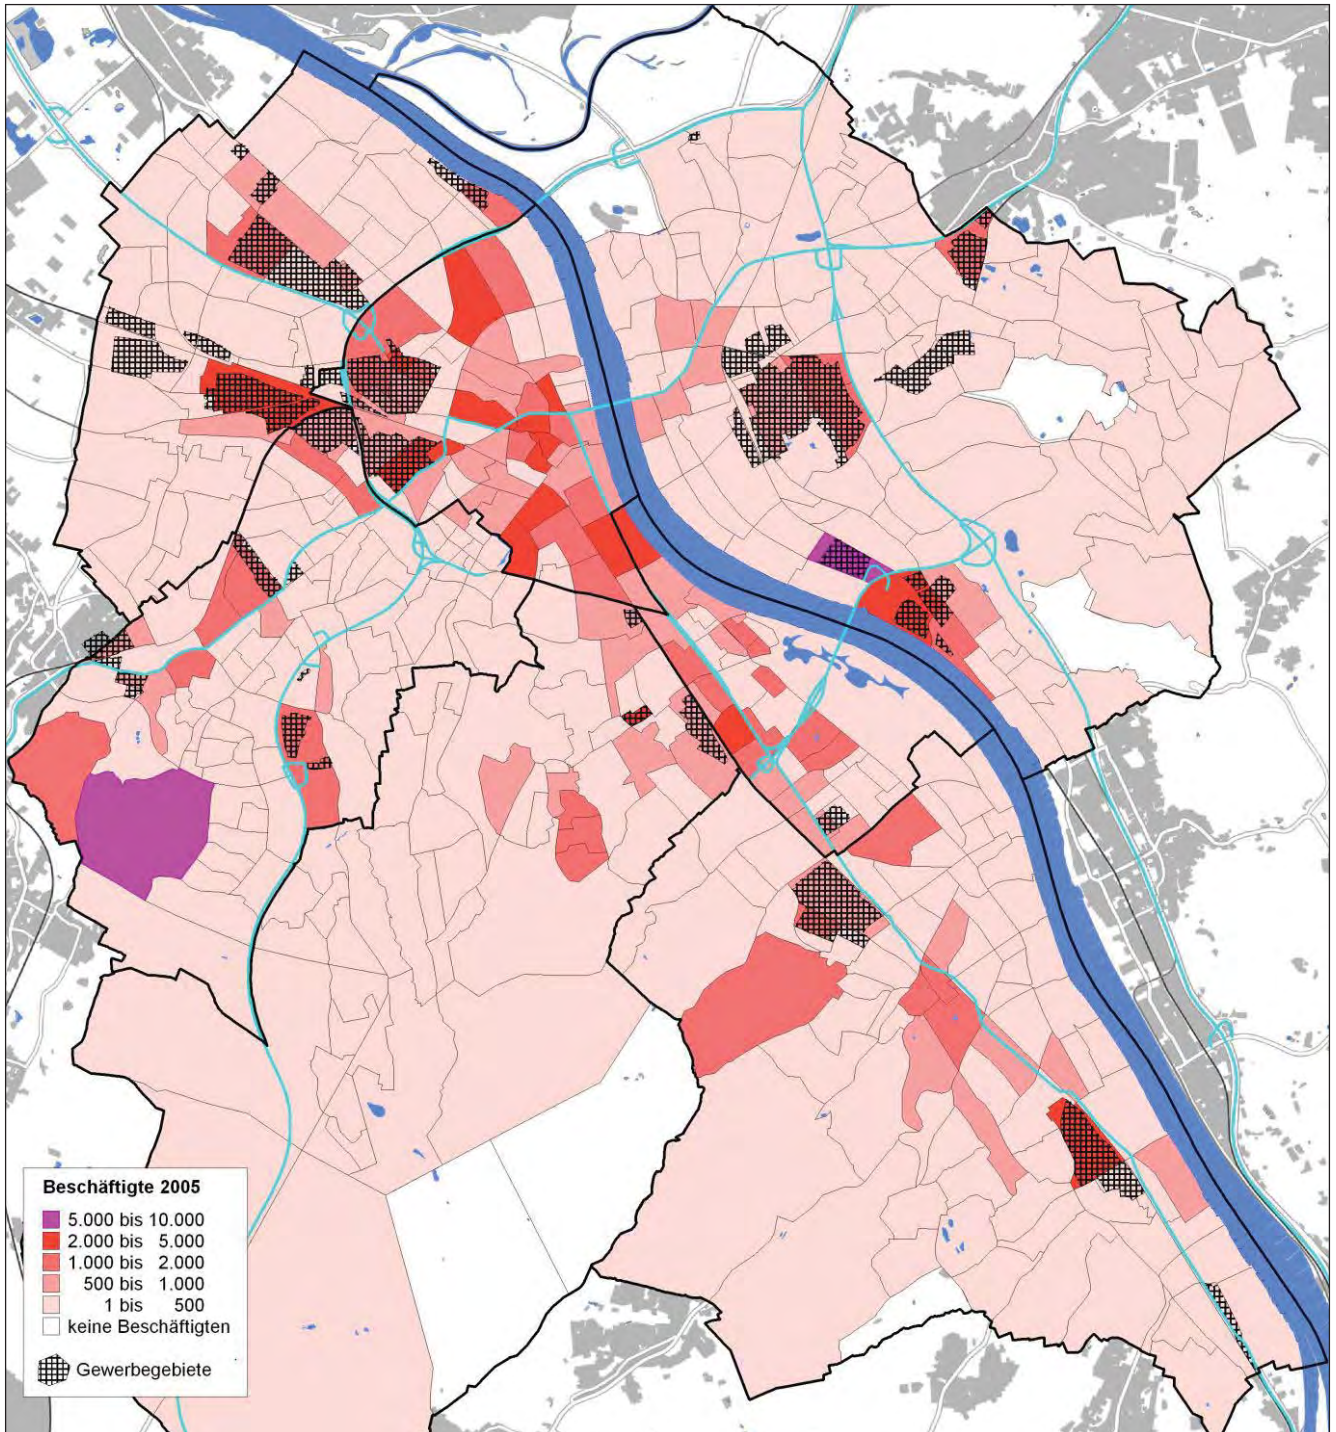 Beschäftigte 2005
5.000 bis 10.000
2.000 bis 5.000
1.000 bis 2.000
500 bis 1.000
1 bis 500
keine Beschäftigten
Gewerbegebiete